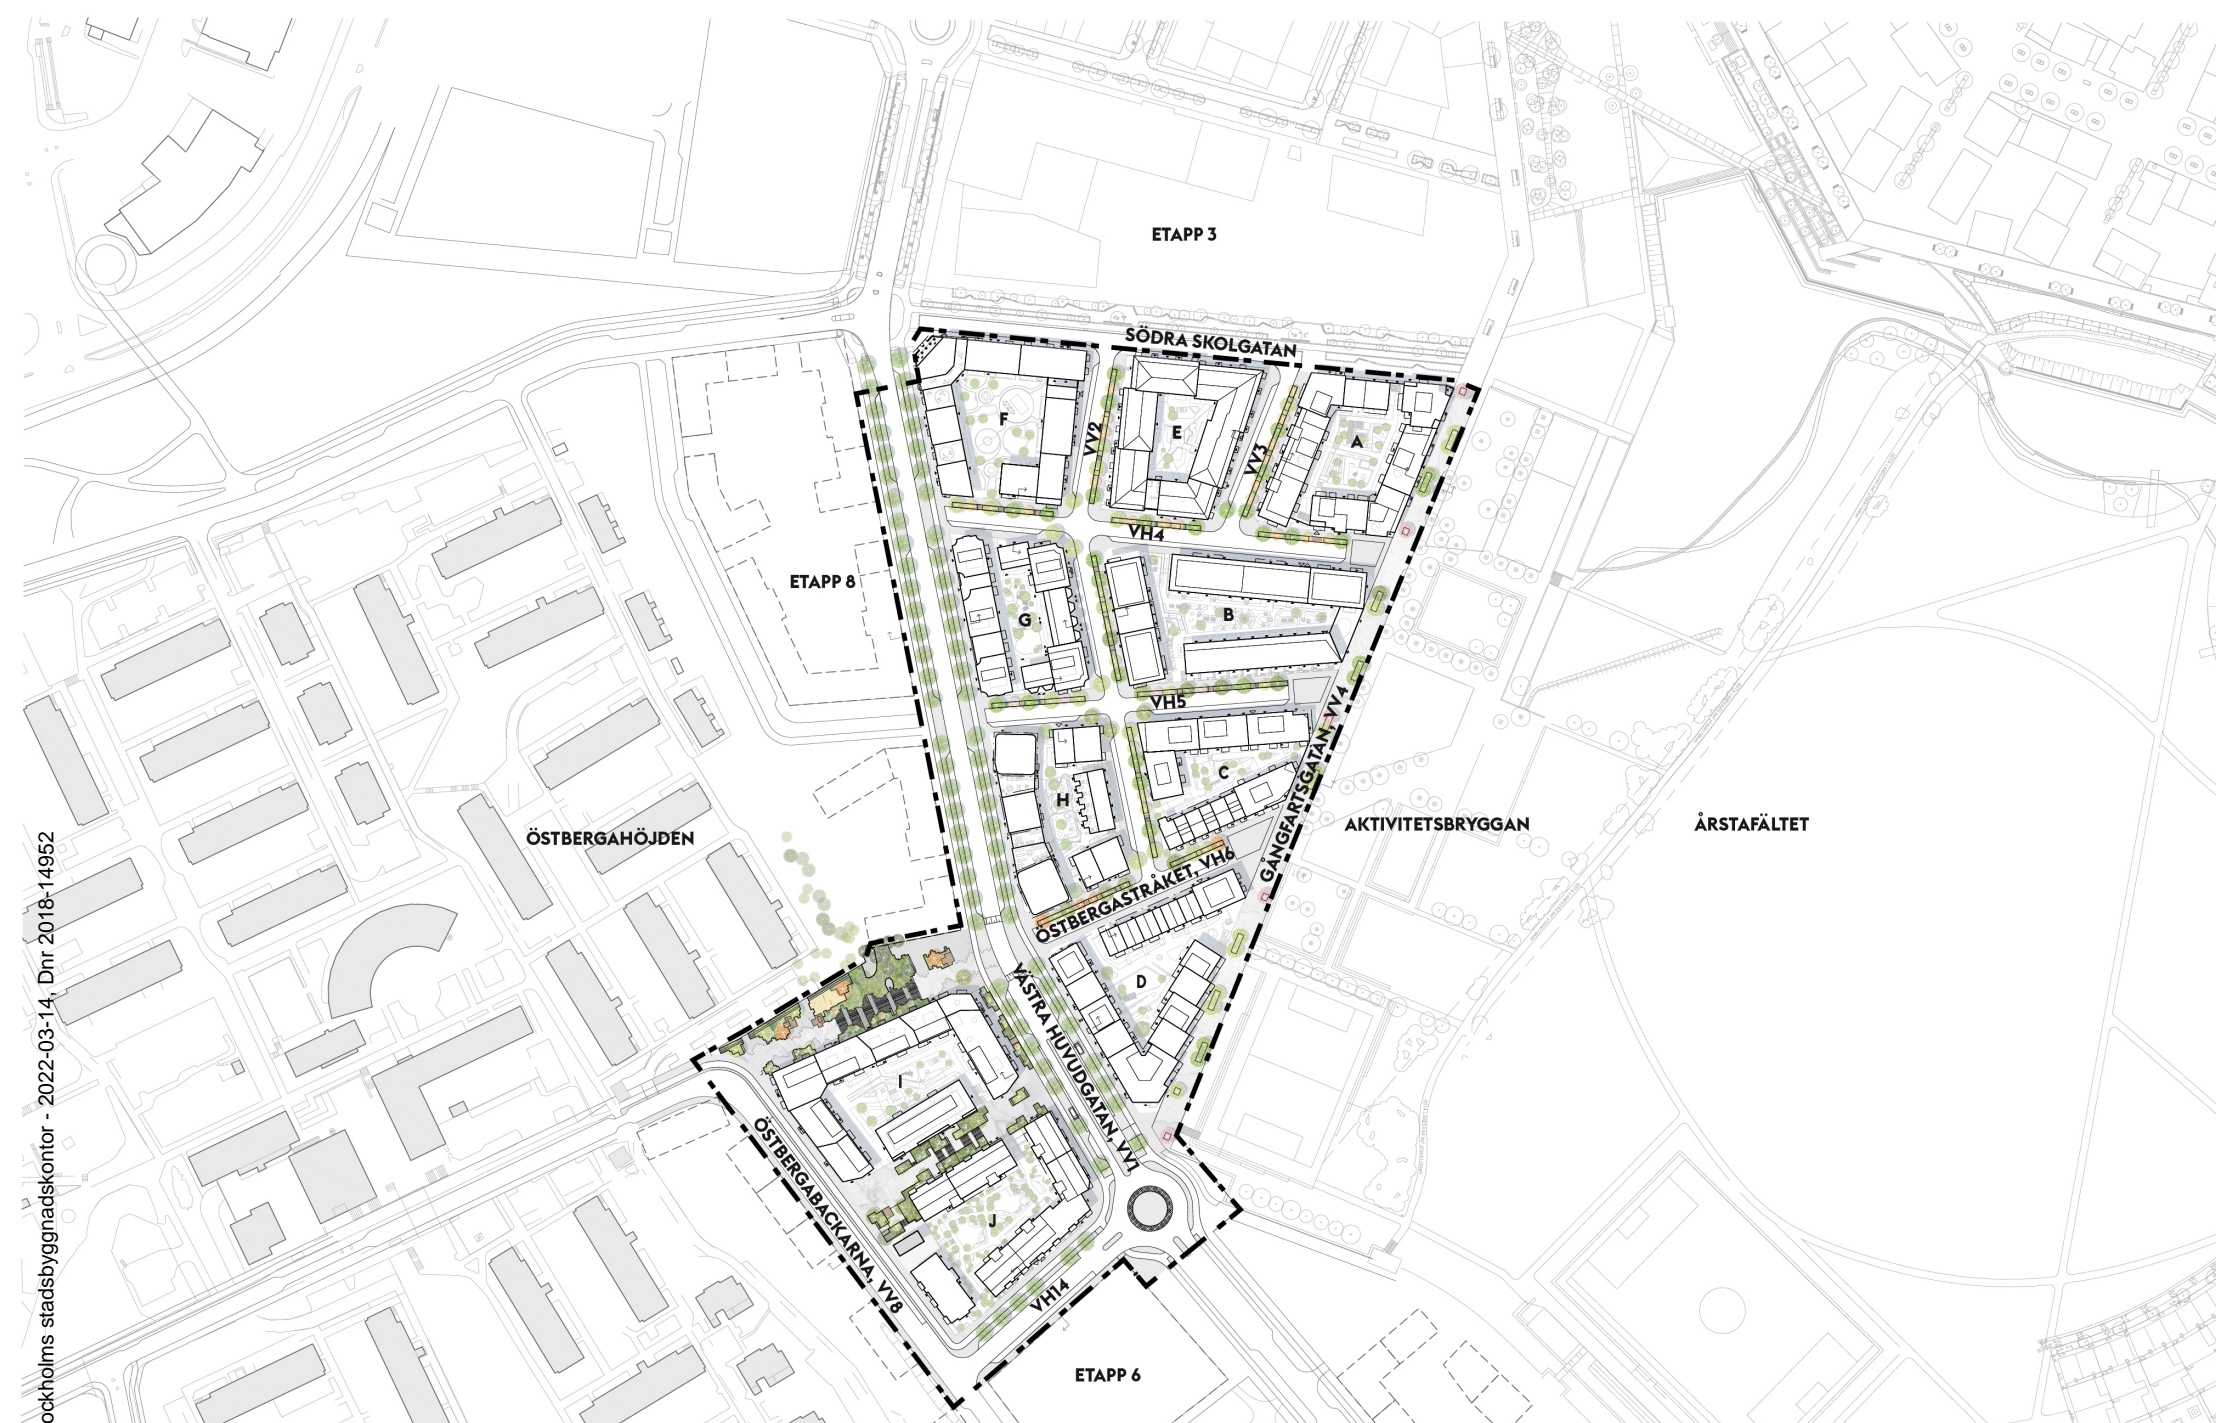 ETAPP 3
SÖDRA SKOLGATAN
F
VV2
E
VV3
A
VH4
ETAPP 8
G
B
VH5
GÅNGFARTSGATAN, VV4
H
C
ÖSTBERGAHÖJDEN
AKTIVITETSBRYGGAN
ÅRSTAFÄLTET
ÖSTBERGASTRÅKET, VH6
D
VÄSTRA HUVUDGATAN, VV1
I
ÖSTBERGABACKARNA, VV8
J
VH14
ETAPP 6
ockholms stadsbyggnadskontor - 2022-03-14, Dnr 2018-14952